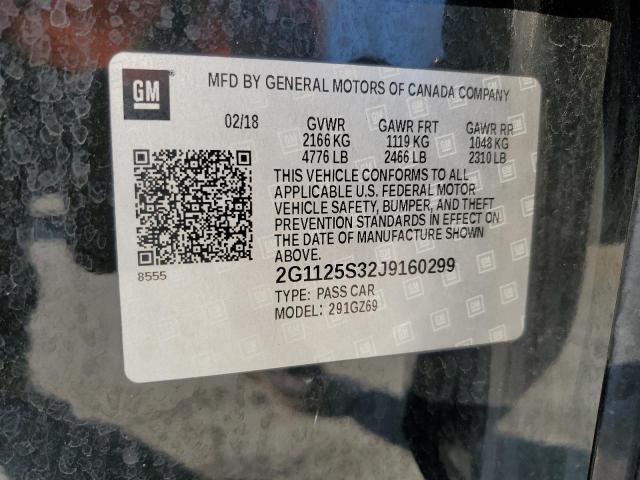 GM
MFD BY GENERAL MOTORS OF CANADA COMPANY
02/18 GVWR GAWR FRT GAWR RR
2166 KG 1119 KG 1048 KG
4776 LB 2466 LB 2310 LB
THIS VEHICLE CONFORMS TO ALL
APPLICABLE U.S. FEDERAL MOTOR
VEHICLE SAFETY, BUMPER, AND THEFT
PREVENTION STANDARDS IN EFFECT ON
THE DATE OF MANUFACTURE SHOWN
ABOVE.
8555
2G1125S32J9160299
TYPE: PASS CAR
MODEL: 291GZ69